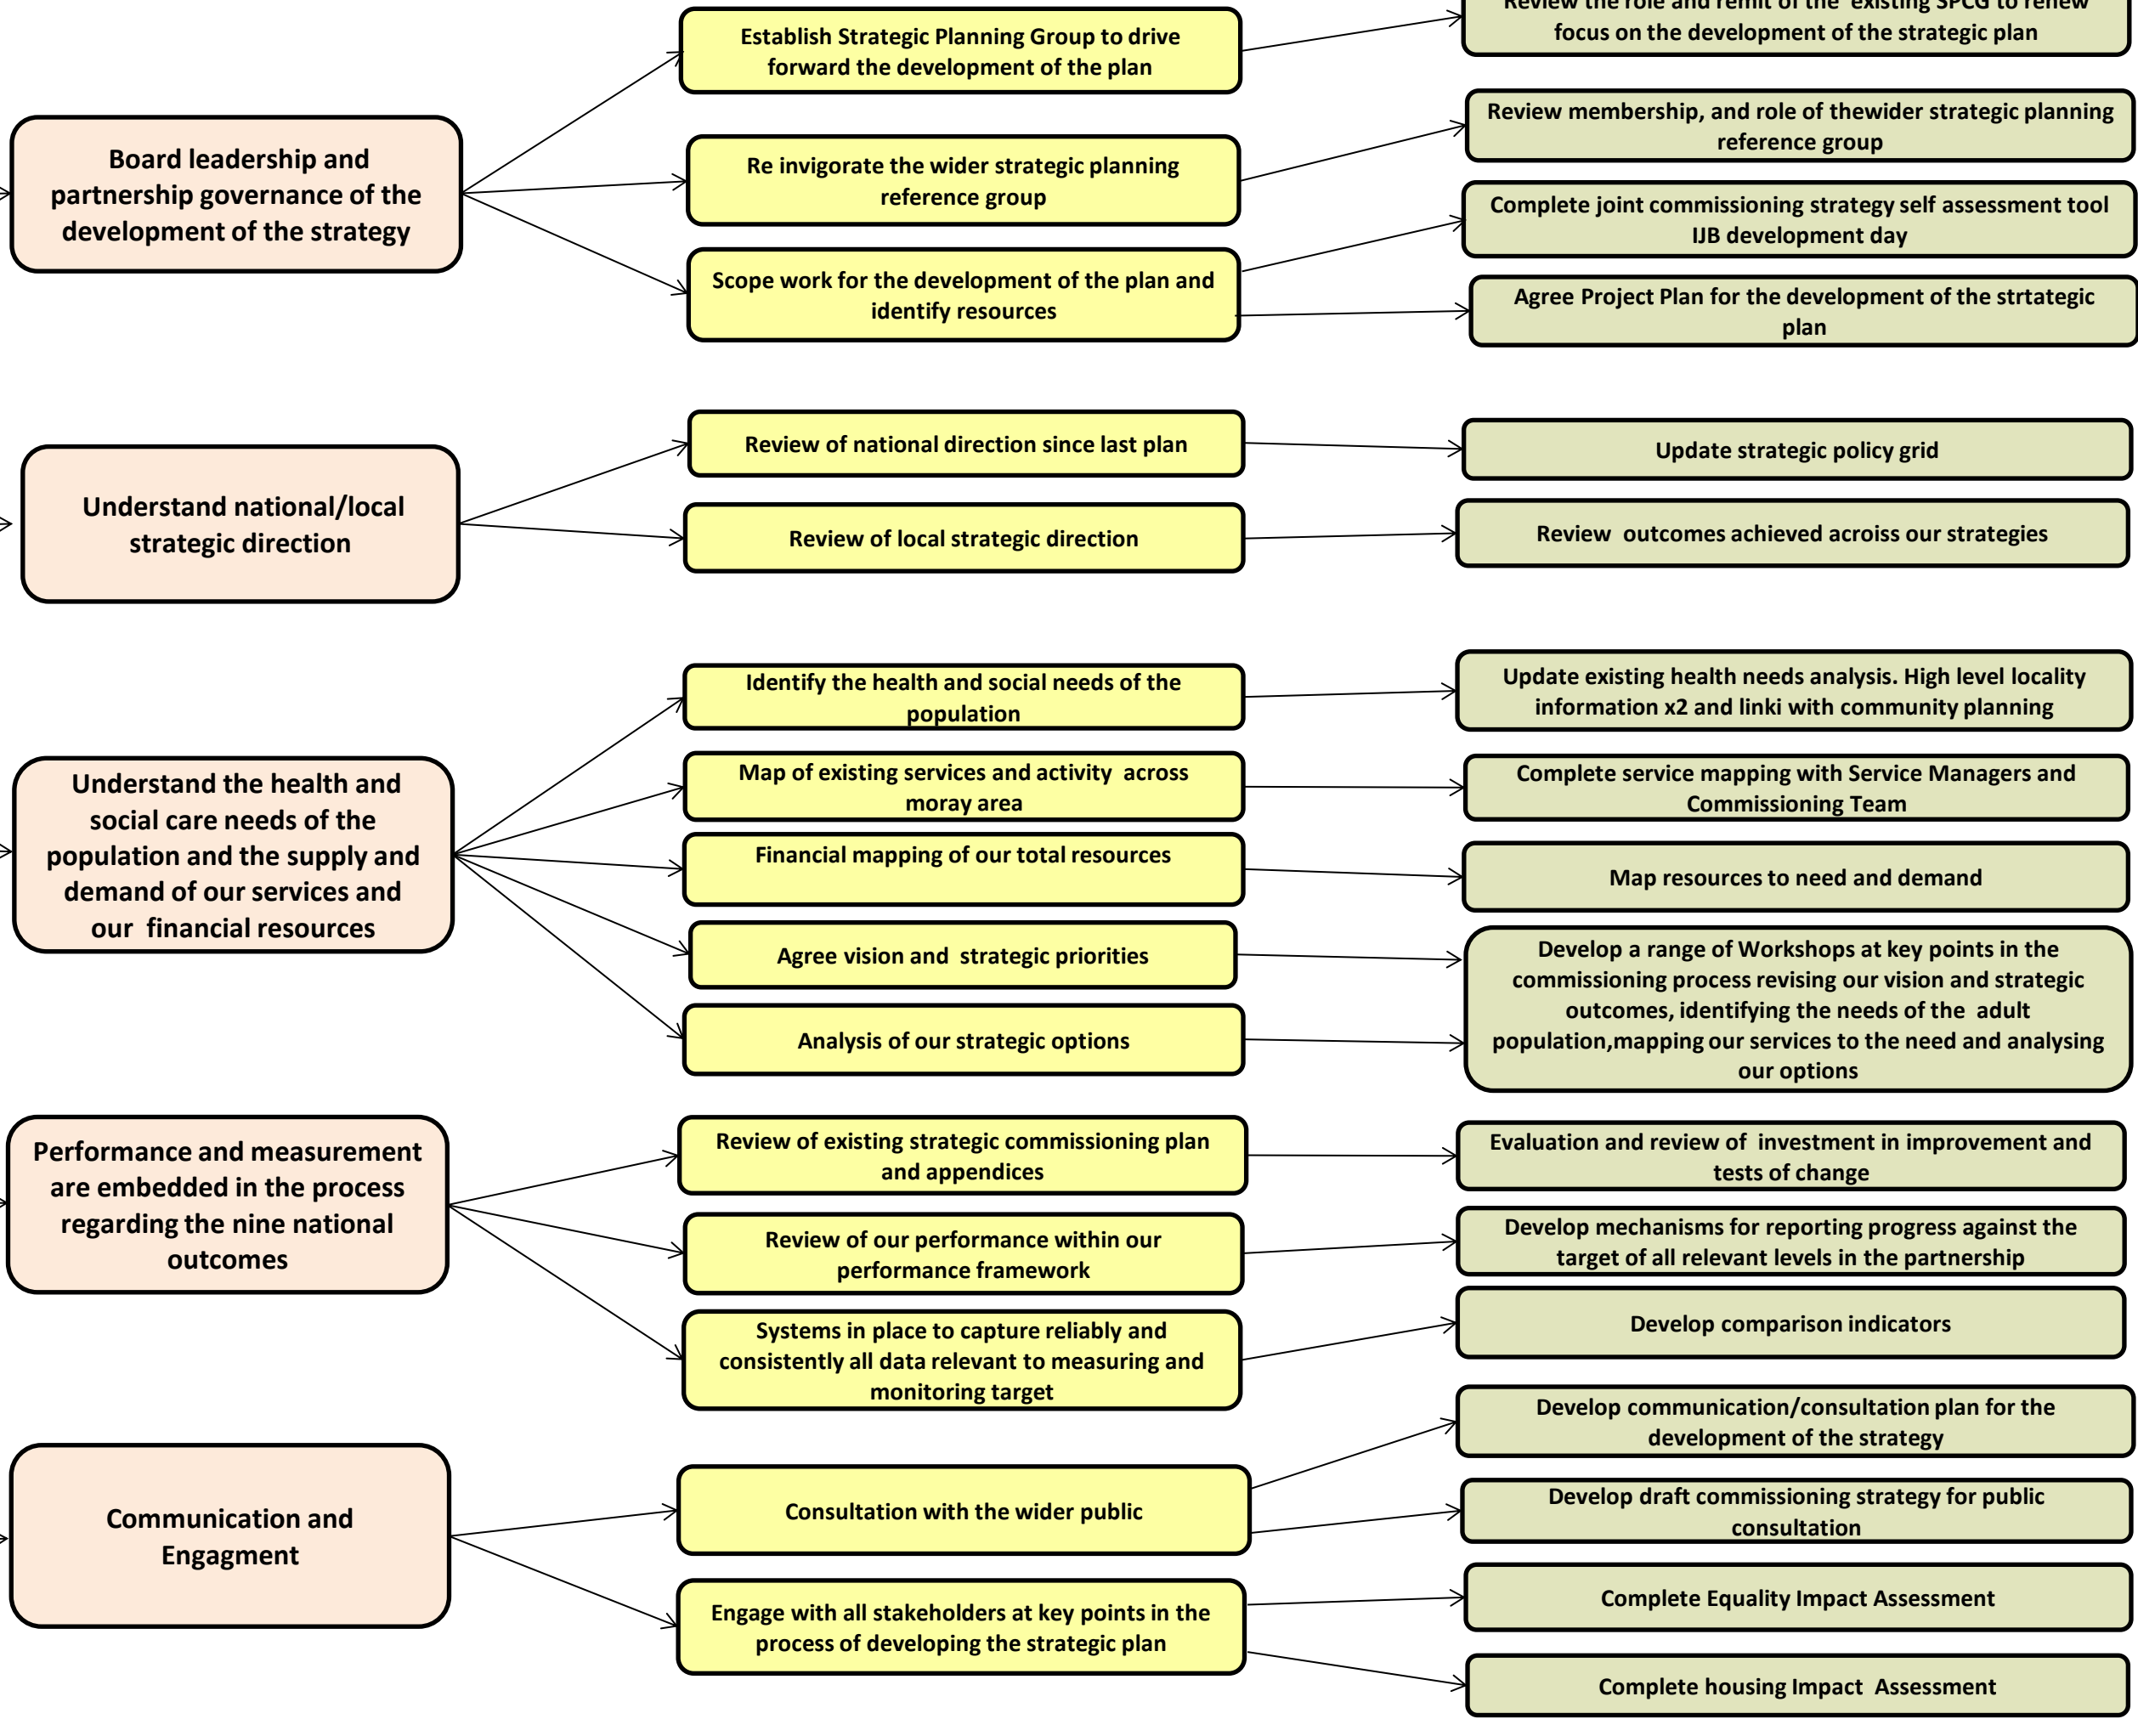 Review the role and remit of the existing SPCG to renew
focus on the development of the strategic plan
Establish Strategic Planning Group to drive
forward the development of the plan
Board leadership and
partnership governance of the
development of the strategy
Re invigorate the wider strategic planning
reference group
Review membership, and role of thewider strategic planning
reference group
Scope work for the development of the plan and
identify resources
Complete joint commissioning strategy self assessment tool
IJB development day
Agree Project Plan for the development of the strtategic
plan
Understand national/local
strategic direction
Review of national direction since last plan
Update strategic policy grid
Review of local strategic direction
Review outcomes achieved acroiss our strategies
Understand the health and
social care needs of the
population and the supply and
demand of our services and
our financial resources
Identify the health and social needs of the
population
Update existing health needs analysis. High level locality
information x2 and linki with community planning
Map of existing services and activity across
moray area
Complete service mapping with Service Managers and
Commissioning Team
Financial mapping of our total resources
Map resources to need and demand
Agree vision and strategic priorities
Analysis of our strategic options
Develop a range of Workshops at key points in the
commissioning process revising our vision and strategic
outcomes, identifying the needs of the adult
population,mapping our services to the need and analysing
our options
Performance and measurement
are embedded in the process
regarding the nine national
outcomes
Review of existing strategic commissioning plan
and appendices
Evaluation and review of investment in improvement and
tests of change
Review of our performance within our
performance framework
Develop mechanisms for reporting progress against the
target of all relevant levels in the partnership
Systems in place to capture reliably and
consistently all data relevant to measuring and
monitoring target
Develop comparison indicators
Communication and
Engagment
Consultation with the wider public
Develop communication/consultation plan for the
development of the strategy
Develop draft commissioning strategy for public
consultation
Engage with all stakeholders at key points in the
process of developing the strategic plan
Complete Equality Impact Assessment
Complete housing Impact Assessment